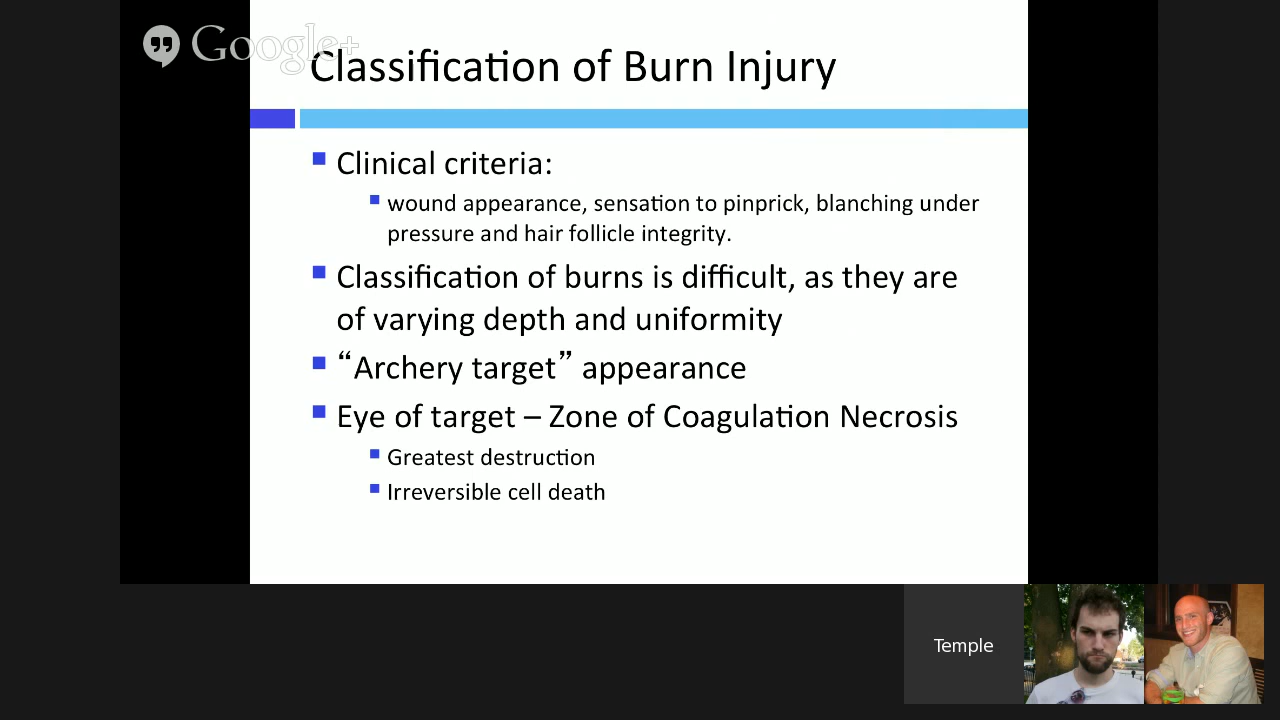 Google+
Classification of Burn Injury
Clinical criteria:
wound appearance, sensation to pinprick, blanching under
pressure and hair follicle integrity.
Classification of burns is difficult, as they are
of varying depth and uniformity
“Archery target” appearance
Eye of target – Zone of Coagulation Necrosis
Greatest destruction
Irreversible cell death
Temple